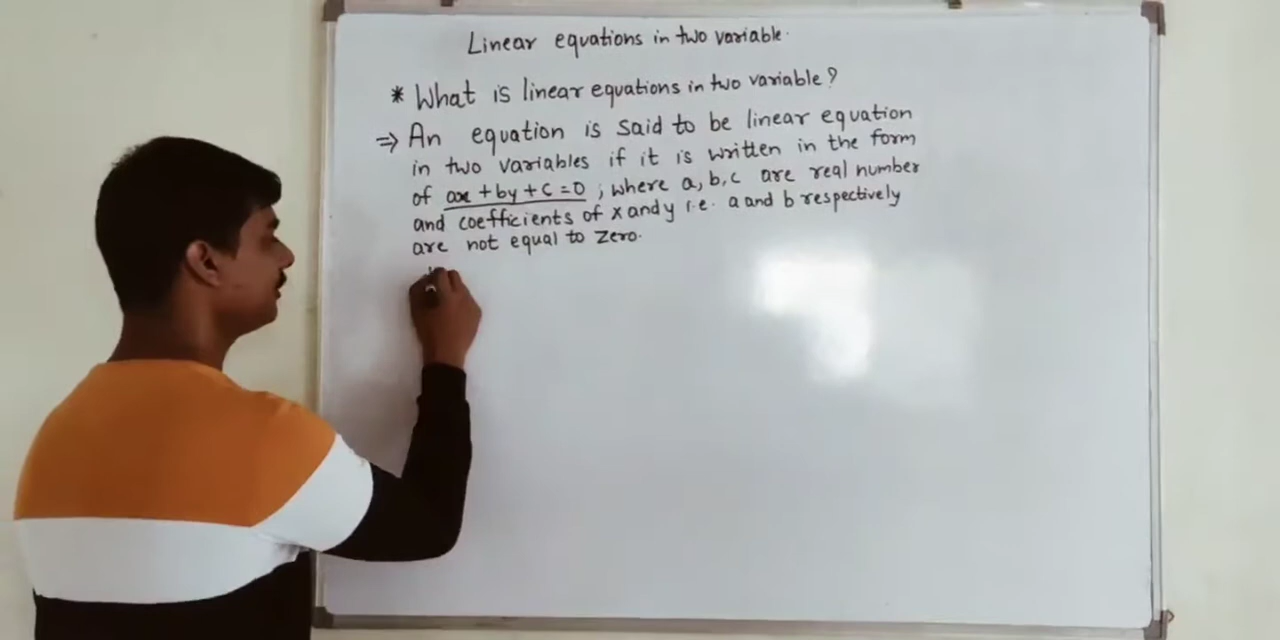 Linear equations in two variable.
* What is linear equations in two variable?
⇒ An equation is said to be linear equation
in two variables if it is written in the form
of ax + by + c = 0 ; where a, b, c are real number
and coefficients of x and y i.e. a and b respectively
are not equal to zero.